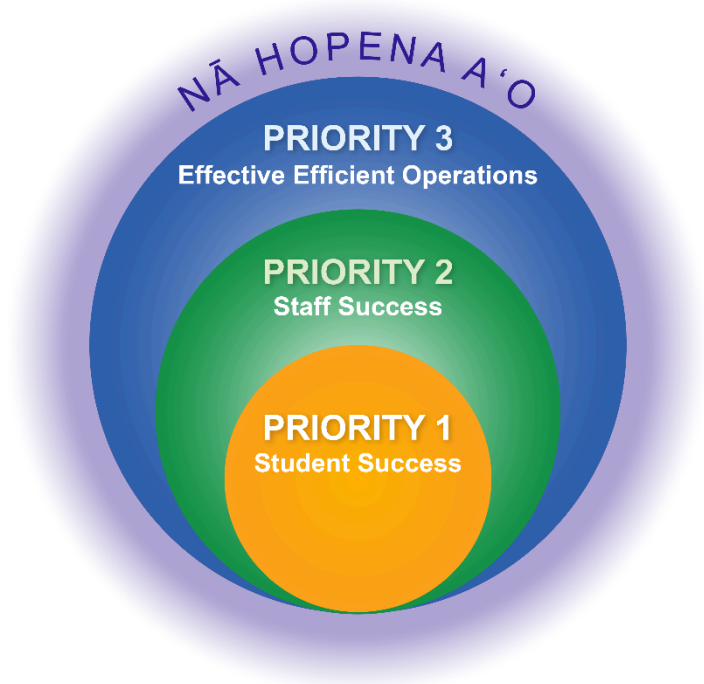 NĀ HOPENA A‘O
PRIORITY 3
Effective Efficient Operations
PRIORITY 2
Staff Success
PRIORITY 1
Student Success